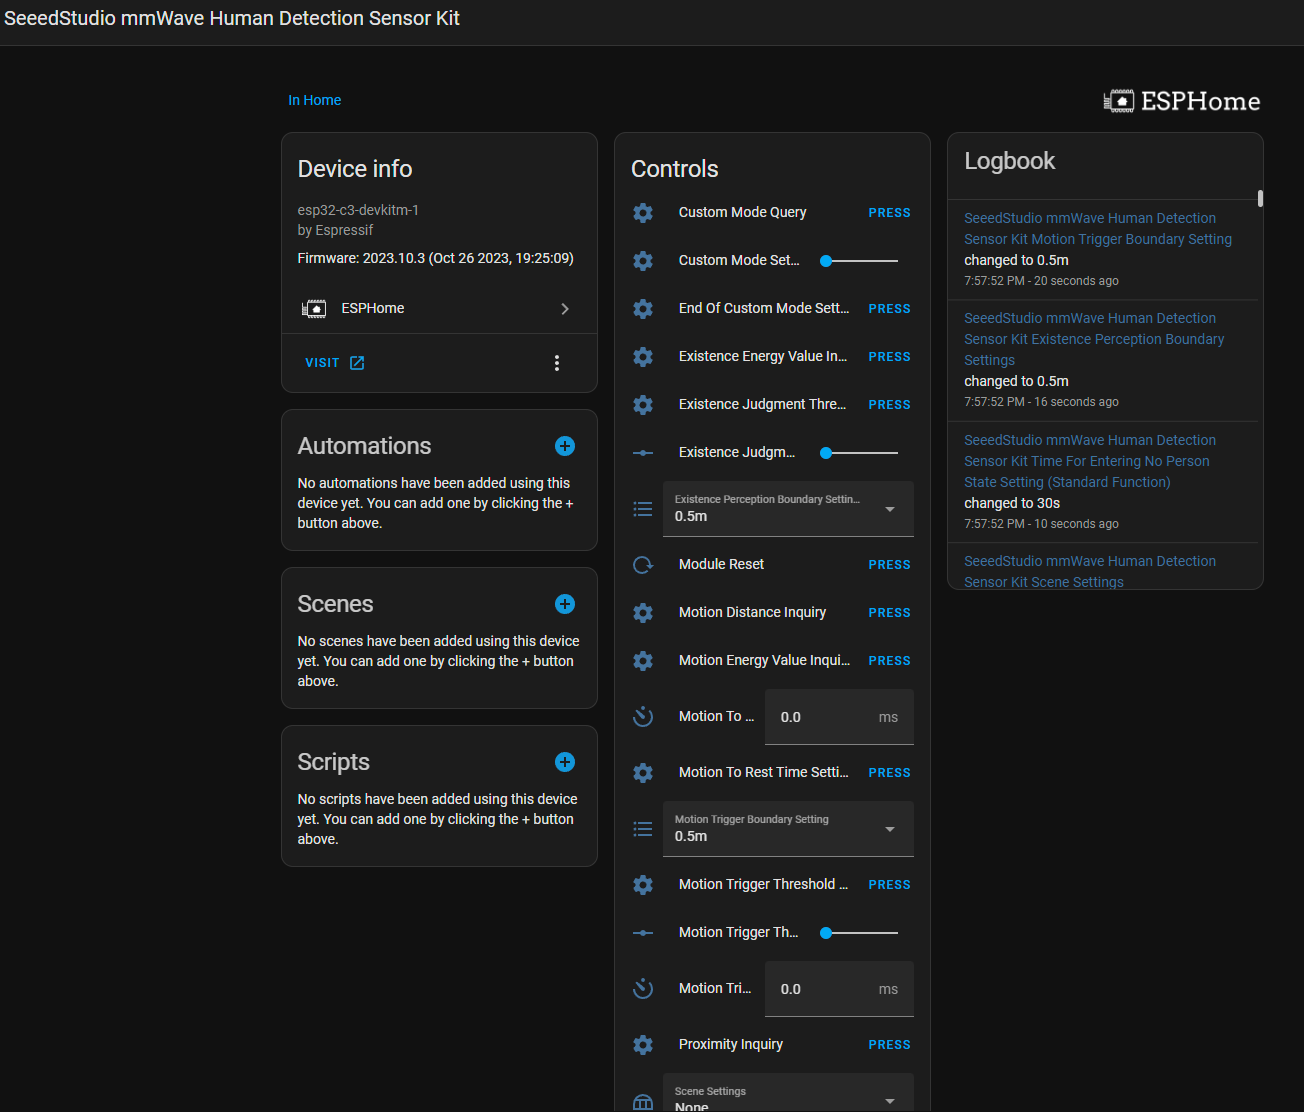 SeeedStudio mmWave Human Detection Sensor Kit
In Home
ESPHome
Device info
esp32-c3-devkitm-1
by Espressif
Firmware: 2023.10.3 (Oct 26 2023, 19:25:09)
ESPHome
VISIT
Automations
No automations have been added using this
device yet. You can add one by clicking the +
button above.
Scenes
No scenes have been added using this device
yet. You can add one by clicking the + button
above.
Scripts
No scripts have been added using this device
yet. You can add one by clicking the + button
above.
Controls
Custom Mode Query PRESS
Custom Mode Set...
End Of Custom Mode Sett... PRESS
Existence Energy Value In... PRESS
Existence Judgment Thre... PRESS
Existence Judgm...
Existence Perception Boundary Settin...
0.5m
Module Reset PRESS
Motion Distance Inquiry PRESS
Motion Energy Value Inqui... PRESS
Motion To ... 0.0 ms
Motion To Rest Time Setti... PRESS
Motion Trigger Boundary Setting
0.5m
Motion Trigger Threshold ... PRESS
Motion Trigger Th...
Motion Tri... 0.0 ms
Proximity Inquiry PRESS
Scene Settings
None
Logbook
SeeedStudio mmWave Human Detection
Sensor Kit Motion Trigger Boundary Setting
changed to 0.5m
7:57:52 PM - 20 seconds ago
SeeedStudio mmWave Human Detection
Sensor Kit Existence Perception Boundary
Settings
changed to 0.5m
7:57:52 PM - 16 seconds ago
SeeedStudio mmWave Human Detection
Sensor Kit Time For Entering No Person
State Setting (Standard Function)
changed to 30s
7:57:52 PM - 10 seconds ago
SeeedStudio mmWave Human Detection
Sensor Kit Scene Settings